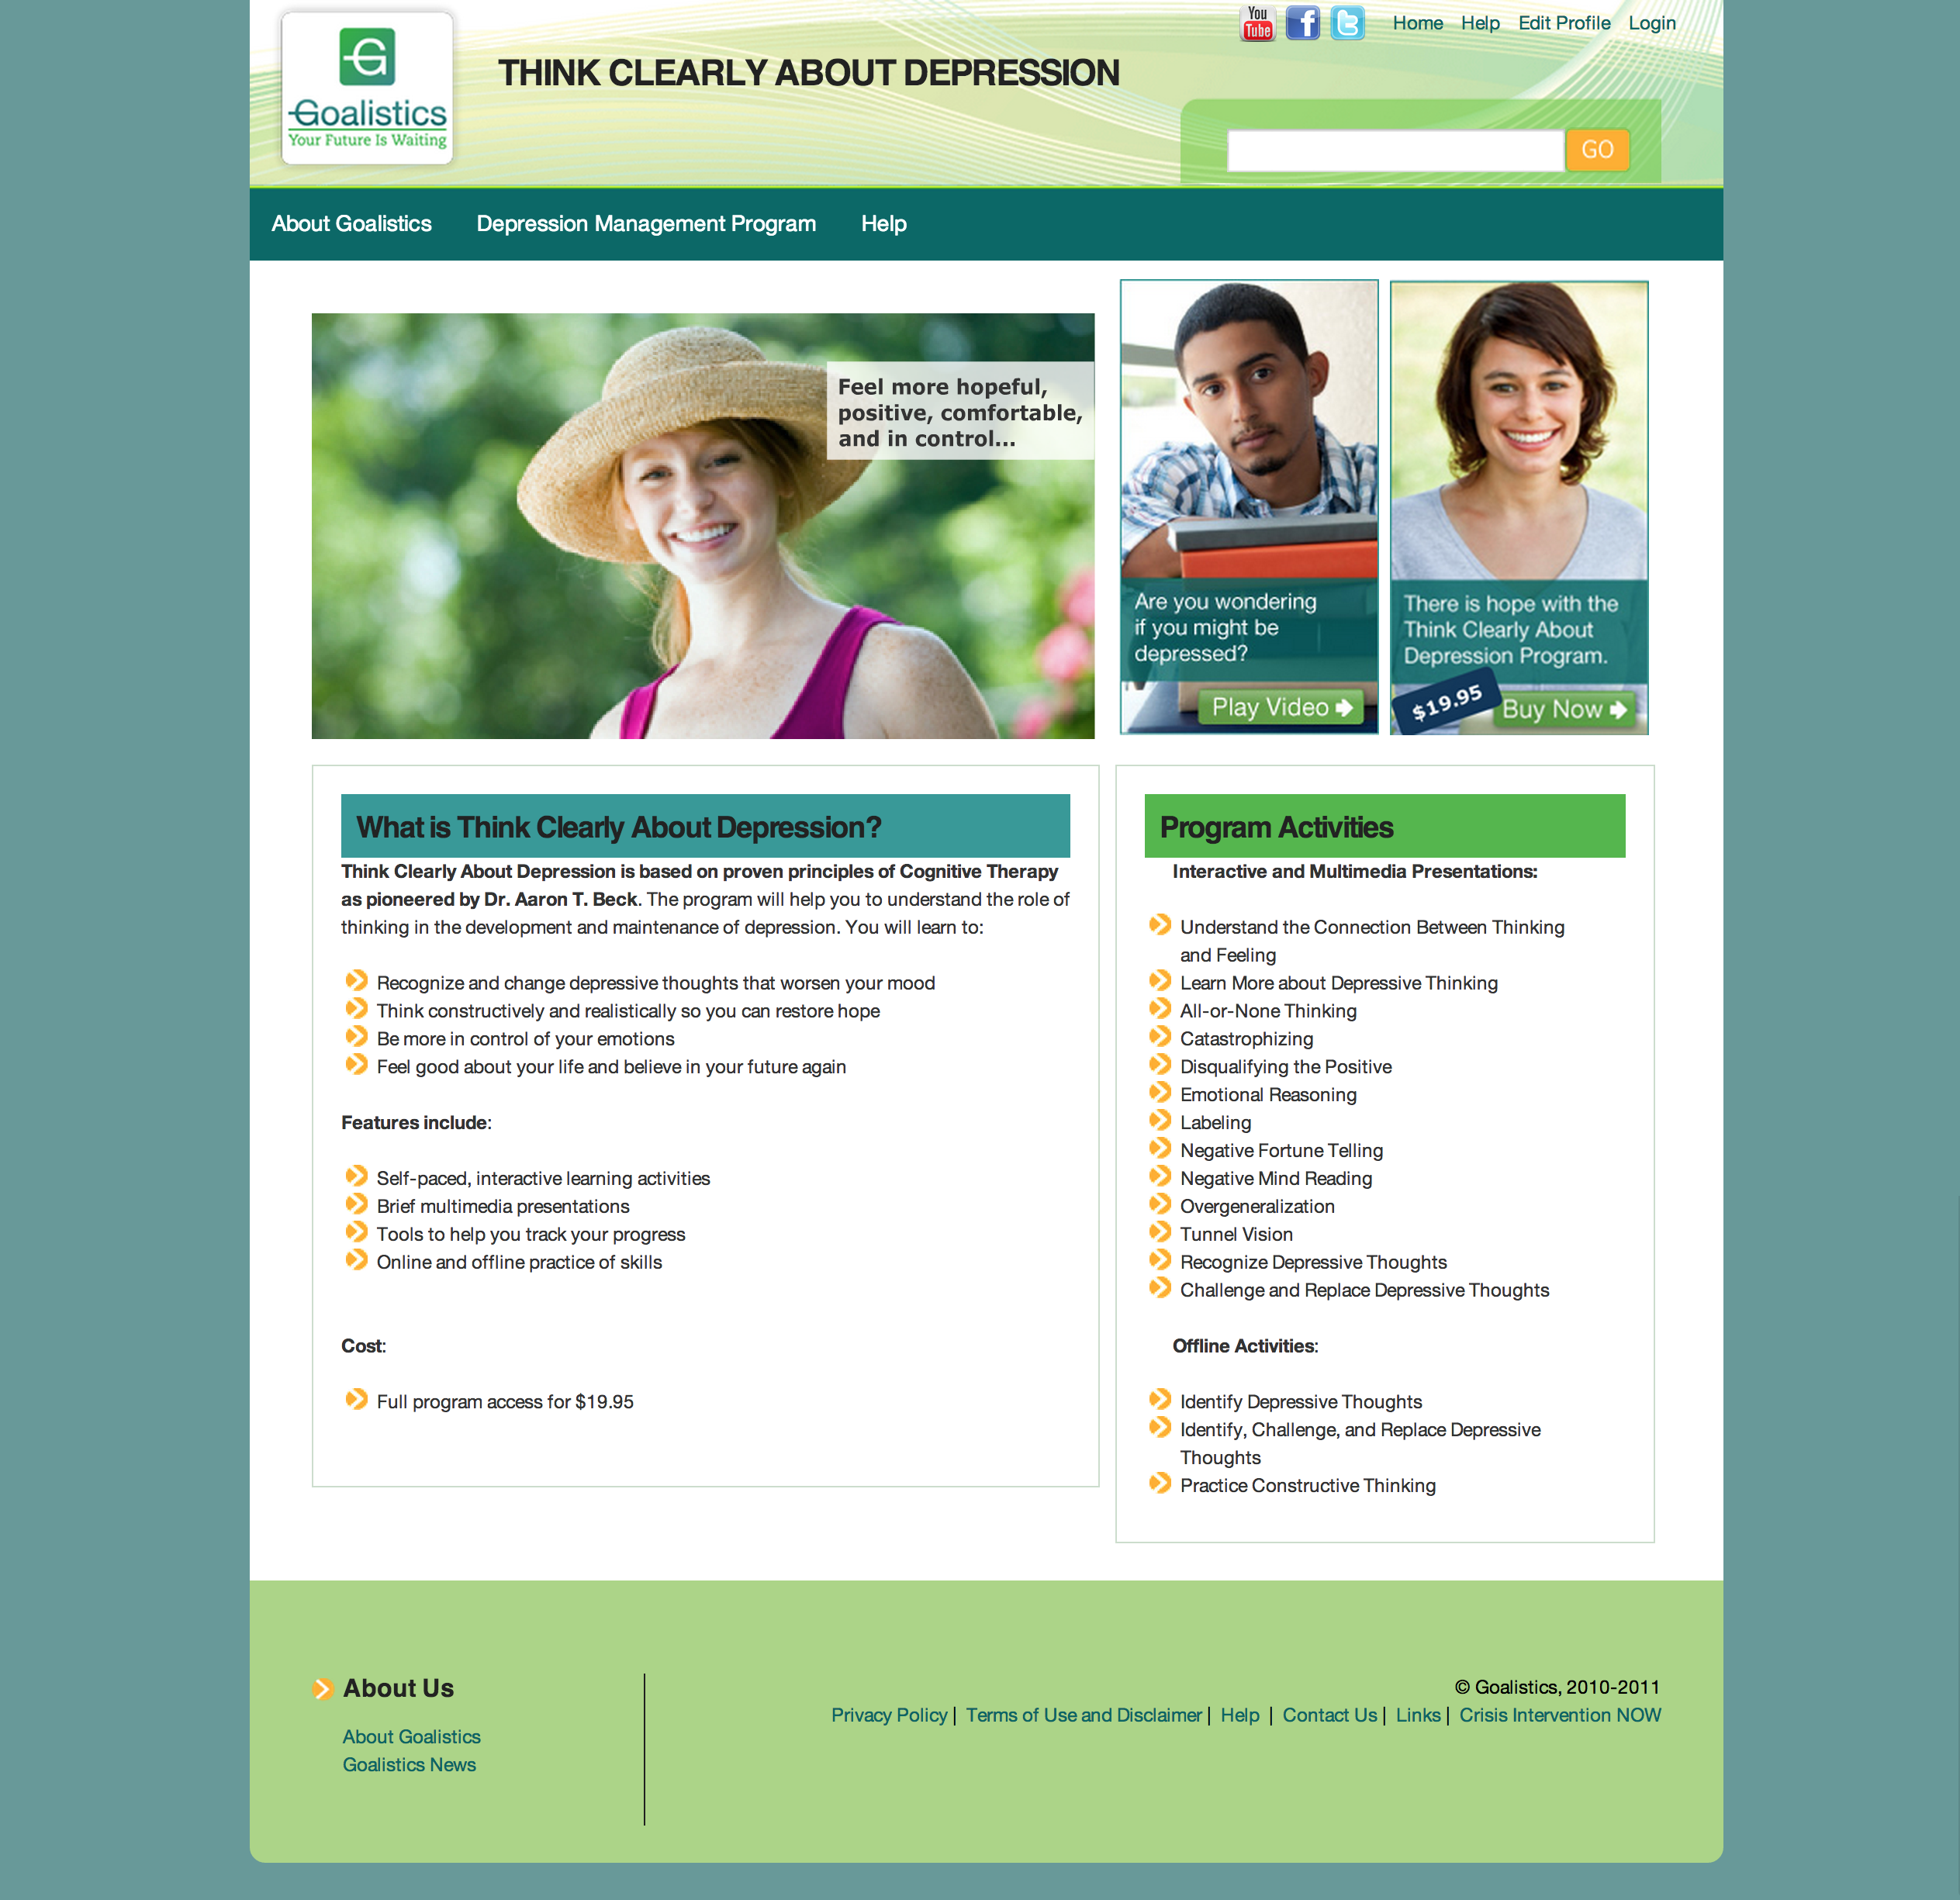 You
Tube
Home Help Edit Profile Login
G
Goalistics
Your Future Is Waiting
THINK CLEARLY ABOUT DEPRESSION
GO
About Goalistics Depression Management Program Help
Feel more hopeful,
positive, comfortable,
and in control...
Are you wondering
if you might be
depressed?
Play Video
There is hope with the
Think Clearly About
Depression Program.
$19.95
Buy Now
What is Think Clearly About Depression?
Think Clearly About Depression is based on proven principles of Cognitive Therapy
as pioneered by Dr. Aaron T. Beck. The program will help you to understand the role of
thinking in the development and maintenance of depression. You will learn to:
Recognize and change depressive thoughts that worsen your mood
Think constructively and realistically so you can restore hope
Be more in control of your emotions
Feel good about your life and believe in your future again
Features include:
Self-paced, interactive learning activities
Brief multimedia presentations
Tools to help you track your progress
Online and offline practice of skills
Cost:
Full program access for $19.95
Program Activities
Interactive and Multimedia Presentations:
Understand the Connection Between Thinking
and Feeling
Learn More about Depressive Thinking
All-or-None Thinking
Catastrophizing
Disqualifying the Positive
Emotional Reasoning
Labeling
Negative Fortune Telling
Negative Mind Reading
Overgeneralization
Tunnel Vision
Recognize Depressive Thoughts
Challenge and Replace Depressive Thoughts
Offline Activities:
Identify Depressive Thoughts
Identify, Challenge, and Replace Depressive
Thoughts
Practice Constructive Thinking
About Us
About Goalistics
Goalistics News
© Goalistics, 2010-2011
Privacy Policy | Terms of Use and Disclaimer | Help | Contact Us | Links | Crisis Intervention NOW